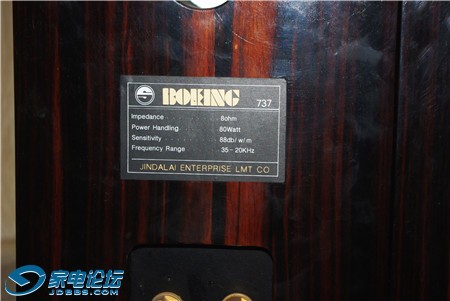 BOEING 737
Impedance 8ohm
Power Handling 80Watt
Sensitivity 88db/w/m
Frequency Range 35-20KHz
JINDALAI ENTERPRISE LMT CO
家电论坛
JDBBS.COM